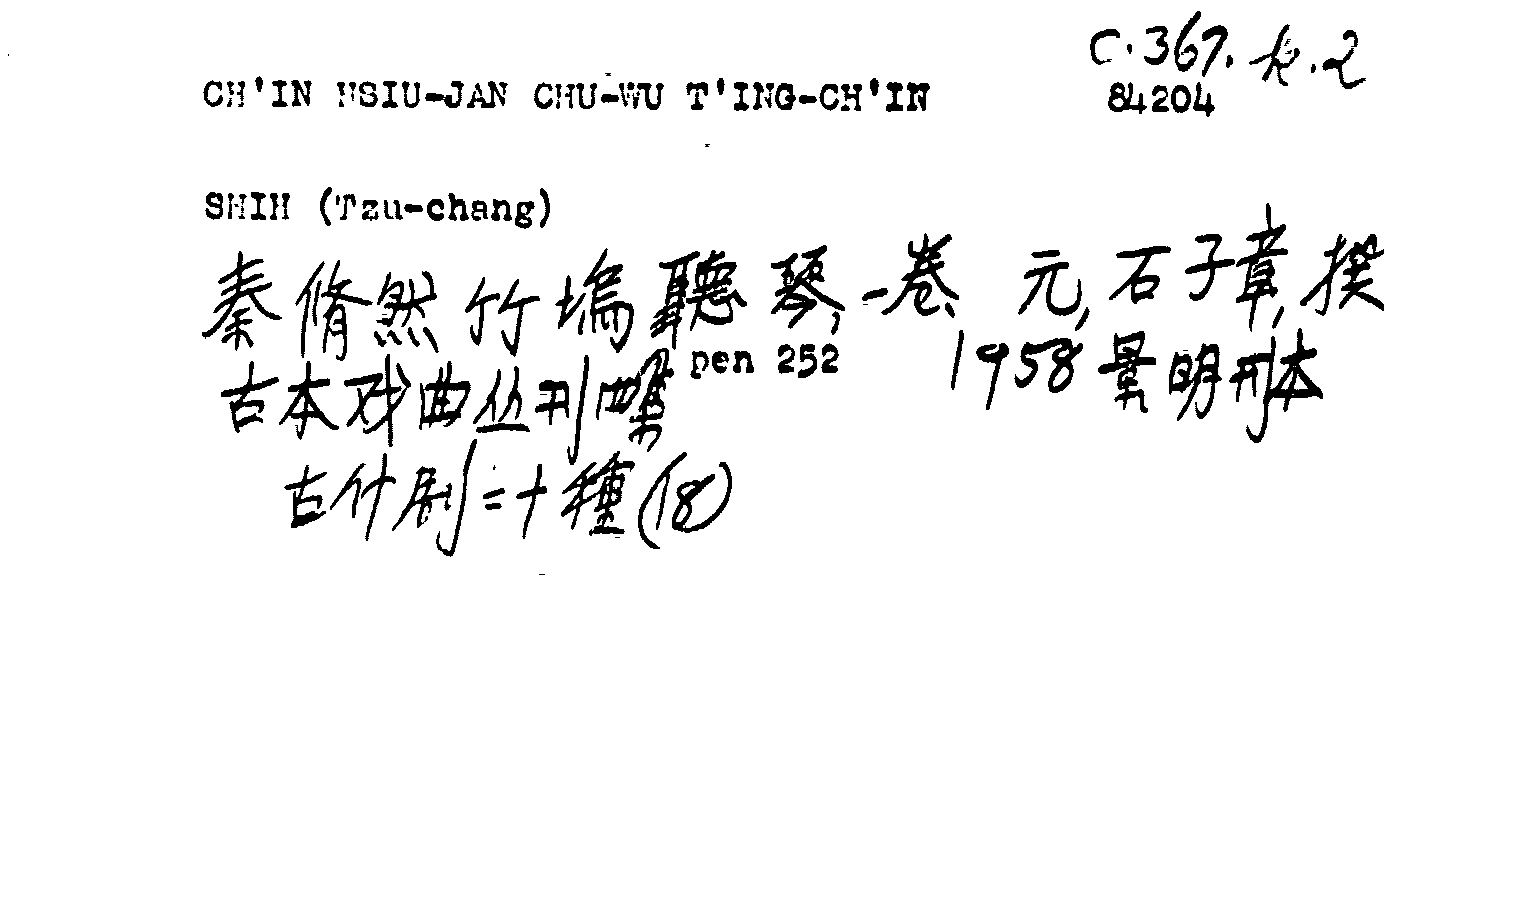 C.367.k.2
CH'IN HSIU-JAN CHU-WU T'ING-CH'IN 84204
SHIH (Tzu-chang)
秦脩然竹塢聽琴,一卷、 元,石子章,撰
古本戏曲丛刊四集 pen 252 1958景明刊本
古什劇二十種(18)